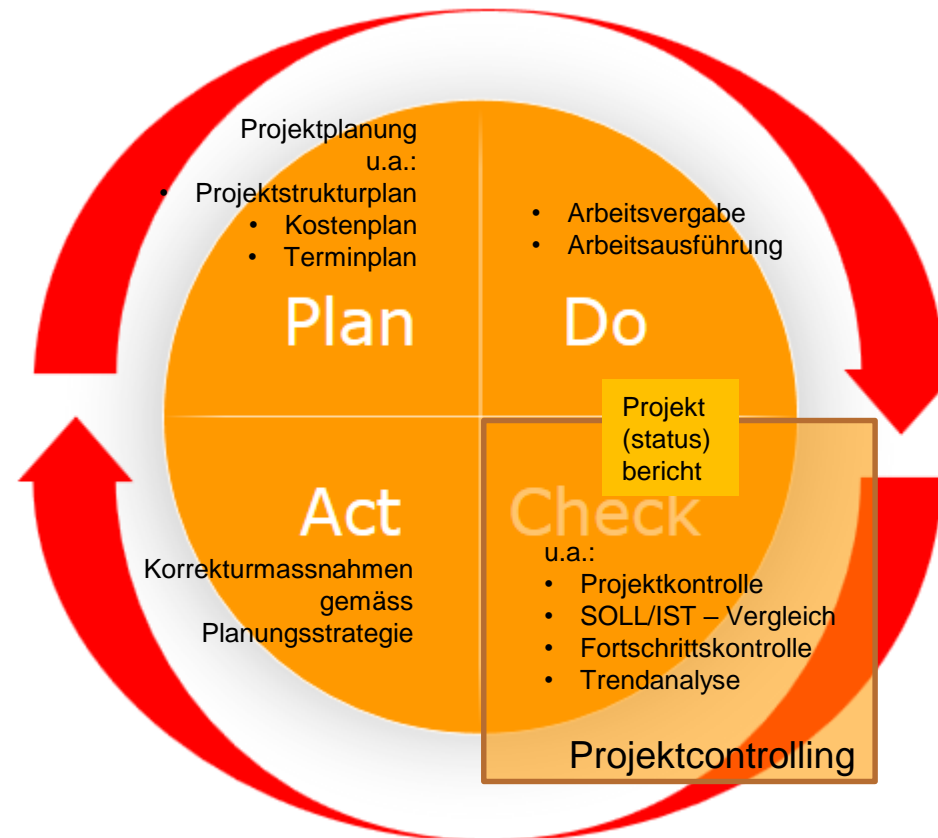 Projektplanung
u.a.:
• Projektstrukturplan
• Kostenplan
• Terminplan
Plan
• Arbeitsvergabe
• Arbeitsausführung
Do
Projekt
(status)
bericht
Act
Korrekturmassnahmen
gemäss
Planungsstrategie
Check
u.a.:
• Projektkontrolle
• SOLL/IST – Vergleich
• Fortschrittskontrolle
• Trendanalyse
Projektcontrolling